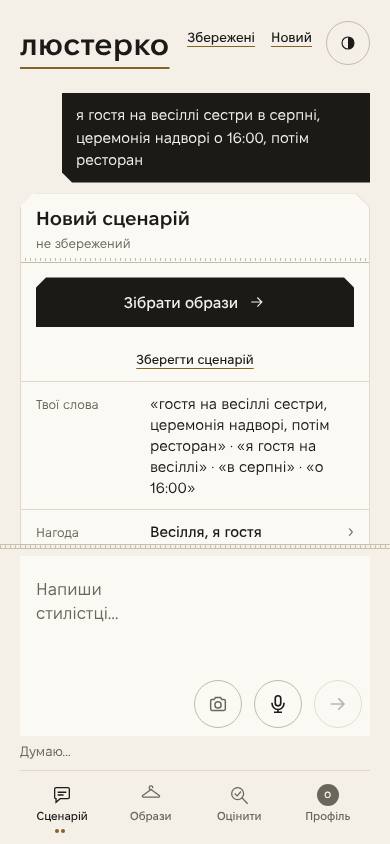 люстерко
Збережені
Новий
я гостя на весіллі сестри в серпні,
церемонія надворі о 16:00, потім
ресторан
Новий сценарій
не збережений
Зібрати образи →
Зберегти сценарій
Твої слова
«гостя на весіллі сестри,
церемонія надворі, потім
ресторан» · «я гостя на
весіллі» · «в серпні» · «о
16:00»
Нагода
Весілля, я гостя
Напиши
стилістці...
Думаю...
Сценарій
Образи
Оцінити
О
Профіль